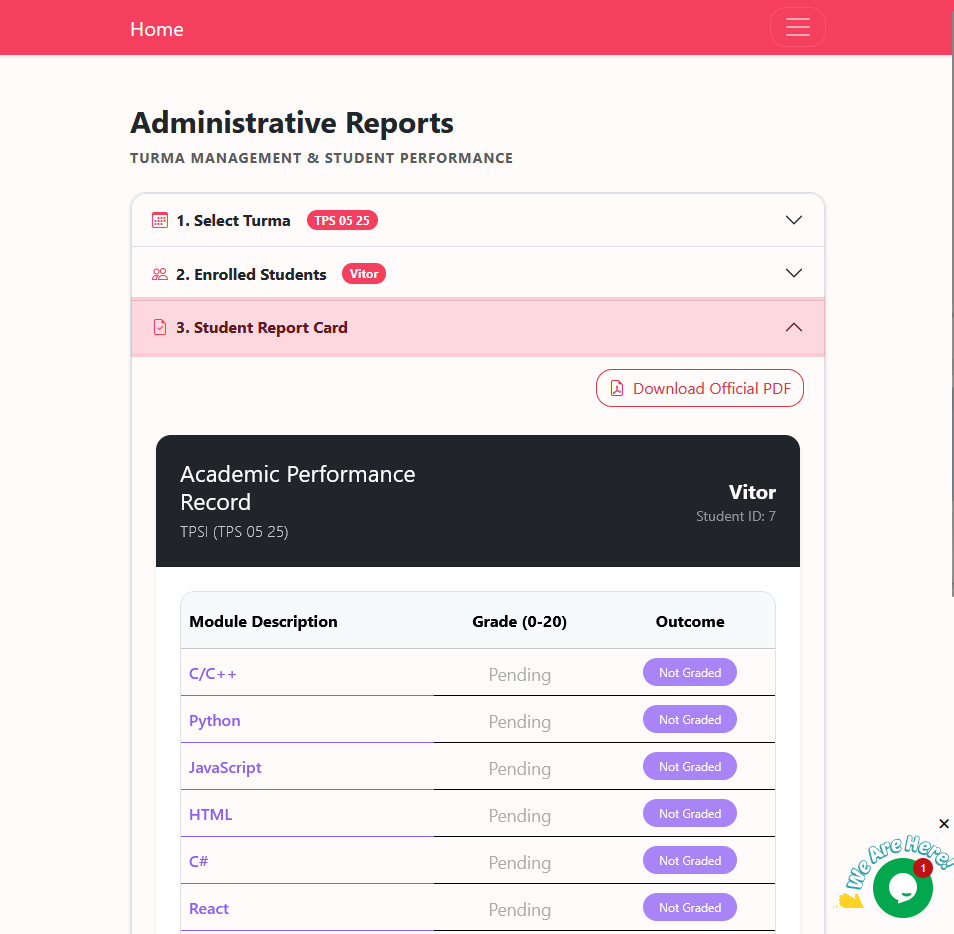 Home
Administrative Reports
TURMA MANAGEMENT & STUDENT PERFORMANCE
1. Select Turma TPS 05 25
2. Enrolled Students Vitor
3. Student Report Card
Download Official PDF
Academic Performance
Record
TPSI (TPS 05 25)
Vitor
Student ID: 7
Module Description Grade (0-20) Outcome
C/C++ Pending Not Graded
Python Pending Not Graded
JavaScript Pending Not Graded
HTML Pending Not Graded
C# Pending Not Graded
React Pending Not Graded
We Are Here!
1